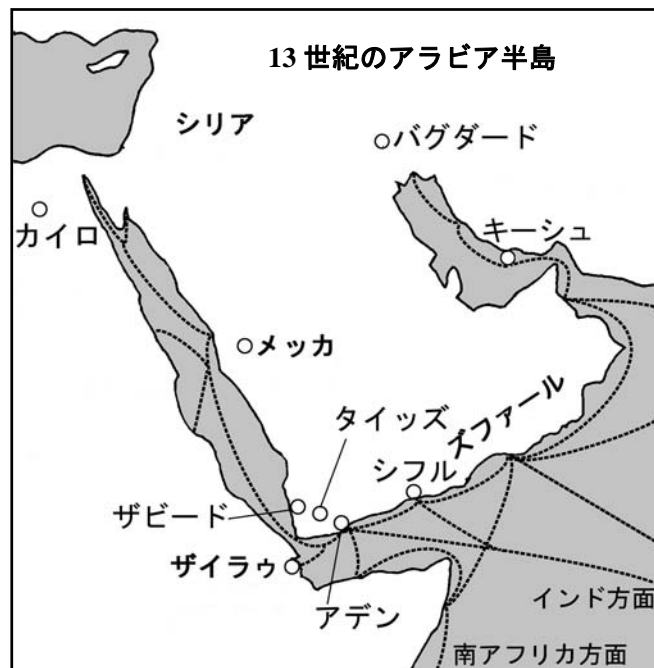 13 世紀のアラビア半島
シリア
バグダード
カイロ
キーシュ
メッカ
ズファール
タイッズ
シフル
ザビード
ザイラゥ
アデン
インド方面
南アフリカ方面